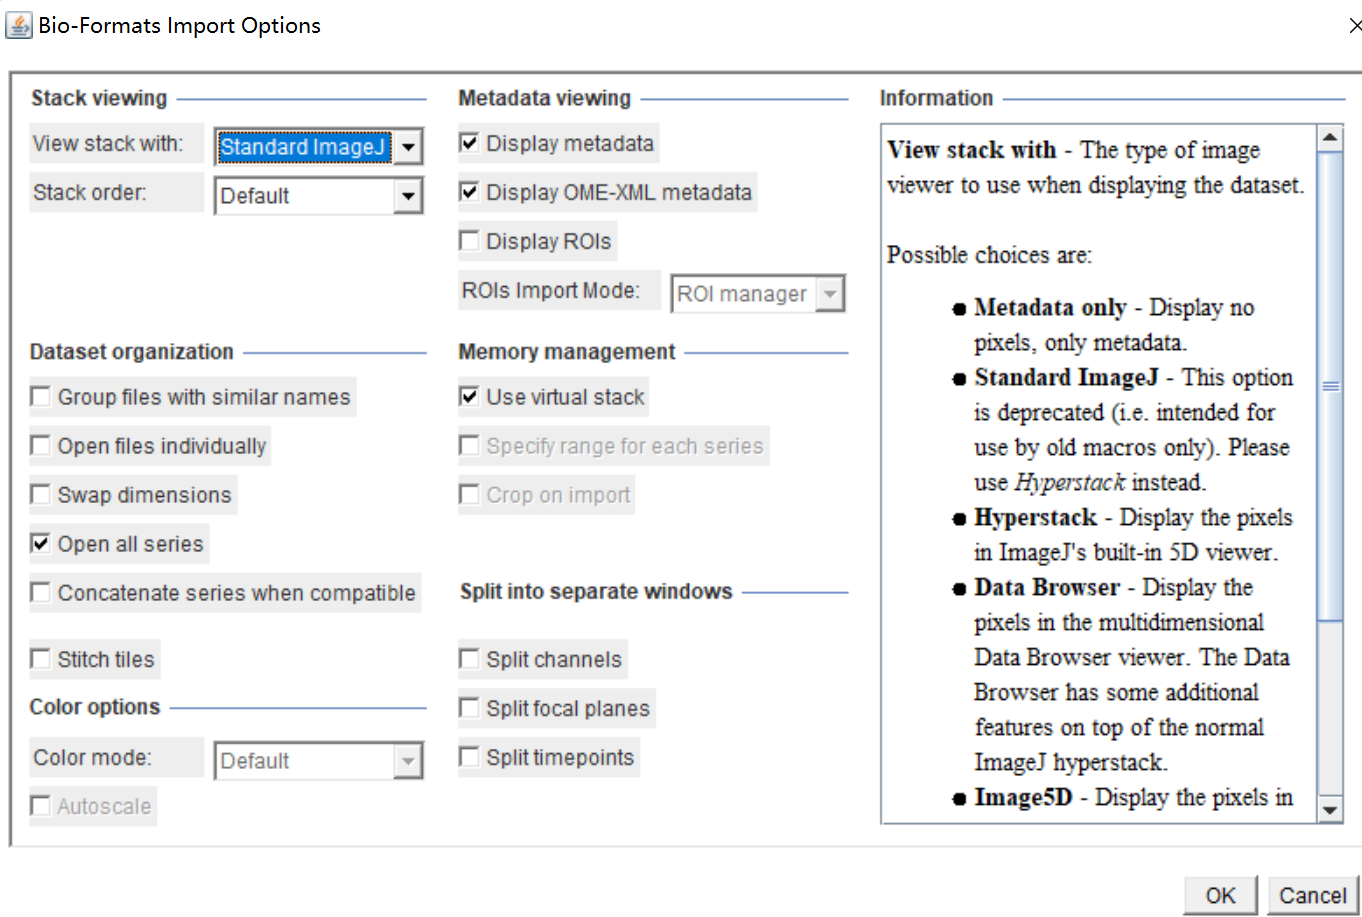 Bio-Formats Import Options
Stack viewing
View stack with:
Standard ImageJ
Stack order:
Default
Dataset organization
Group files with similar names
Open files individually
Swap dimensions
Open all series
Concatenate series when compatible
Stitch tiles
Color options
Color mode:
Default
Autoscale
Metadata viewing
Display metadata
Display OME-XML metadata
Display ROIs
ROIs Import Mode:
ROI manager
Memory management
Use virtual stack
Specify range for each series
Crop on import
Split into separate windows
Split channels
Split focal planes
Split timepoints
Information
View stack with - The type of image
viewer to use when displaying the dataset.
Possible choices are:
Metadata only - Display no
pixels, only metadata.
Standard ImageJ - This option
is deprecated (i.e. intended for
use by old macros only). Please
use Hyperstack instead.
Hyperstack - Display the pixels
in ImageJ's built-in 5D viewer.
Data Browser - Display the
pixels in the multidimensional
Data Browser viewer. The Data
Browser has some additional
features on top of the normal
ImageJ hyperstack.
Image5D - Display the pixels in
OK
Cancel